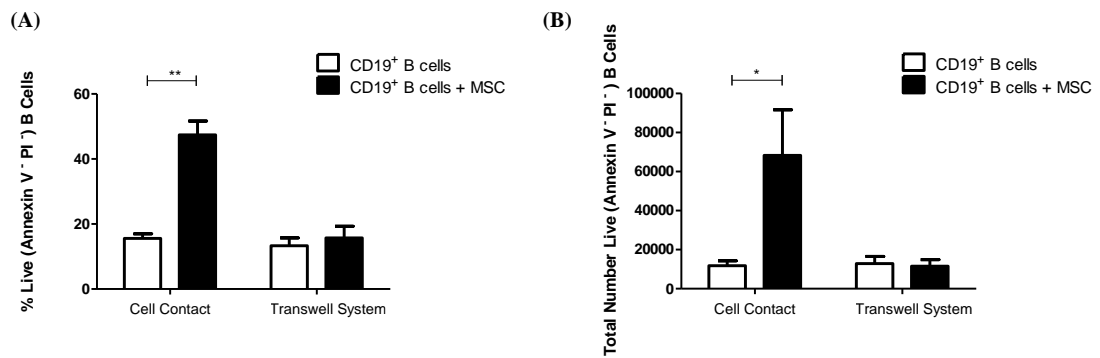 (A)
CD19⁺ B cells
CD19⁺ B cells + MSC
**
% Live (Annexin V⁻ PI⁻) B Cells
60
40
20
0
Cell Contact
Transwell System
(B)
CD19⁺ B cells
CD19⁺ B cells + MSC
*
Total Number Live (Annexin V⁻ PI⁻) B Cells
100000
80000
60000
40000
20000
0
Cell Contact
Transwell System